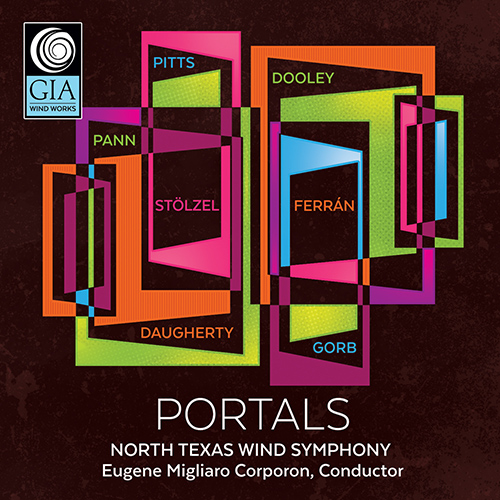 GIA
WIND WORKS
PITTS
DOOLEY
PANN
STÖLZEL
FERRÁN
DAUGHERTY
GORB
PORTALS
NORTH TEXAS WIND SYMPHONY
Eugene Migliaro Corporon, Conductor